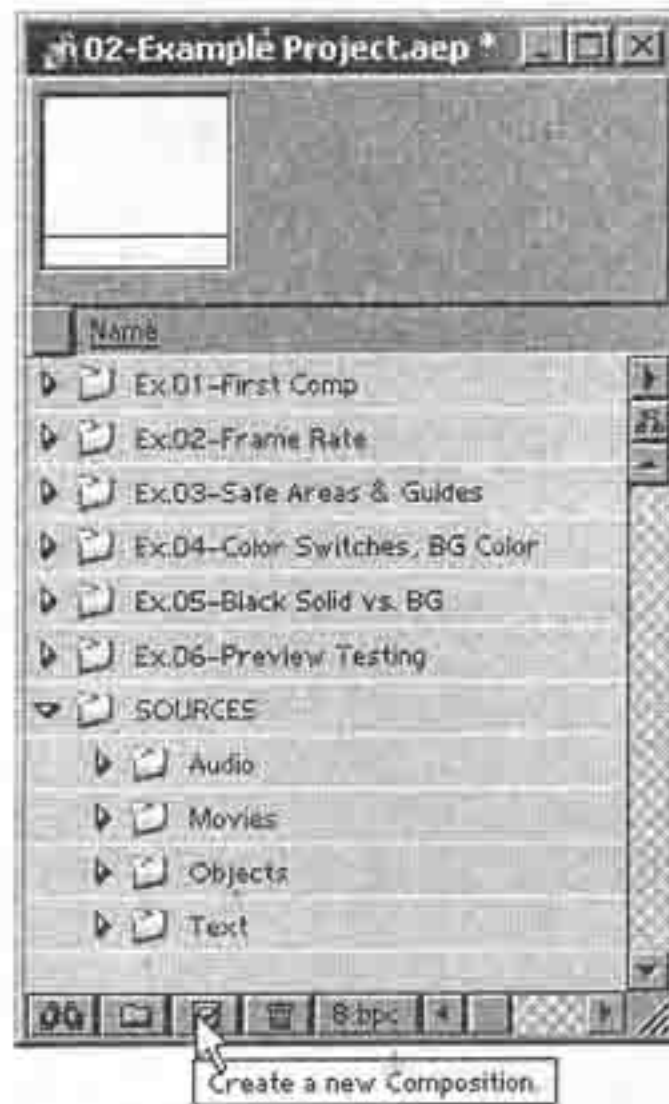 02-Example Project.aep *
Name
Ex.01-First Comp
Ex.02-Frame Rate
Ex.03-Safe Areas & Guides
Ex.04-Color Switches, BG Color
Ex.05-Black Solid vs. BG
Ex.06-Preview Testing
SOURCES
Audio
Movies
Objects
Text
8 bpc
Create a new Composition.